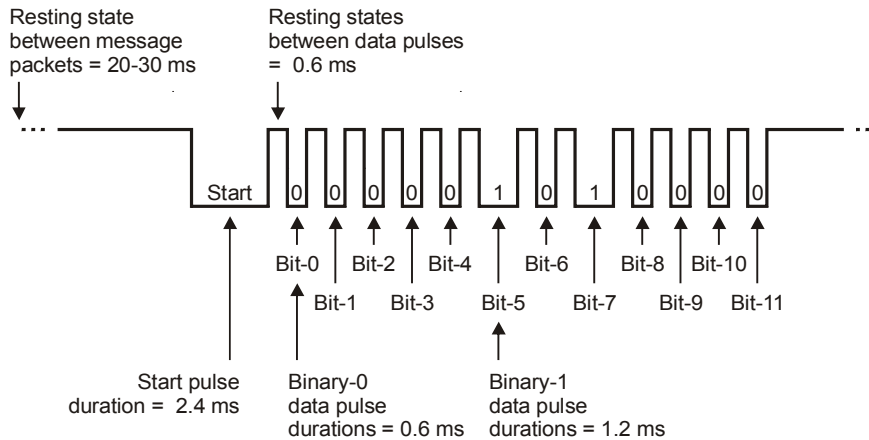 Resting state
between message
packets = 20-30 ms
Resting states
between data pulses
= 0.6 ms
Start 0 0 0 0 0 1 0 1 0 0 0 0
Bit-0 Bit-2 Bit-4 Bit-6 Bit-8 Bit-10
Bit-1 Bit-3 Bit-5 Bit-7 Bit-9 Bit-11
Start pulse
duration = 2.4 ms
Binary-0
data pulse
durations = 0.6 ms
Binary-1
data pulse
durations = 1.2 ms